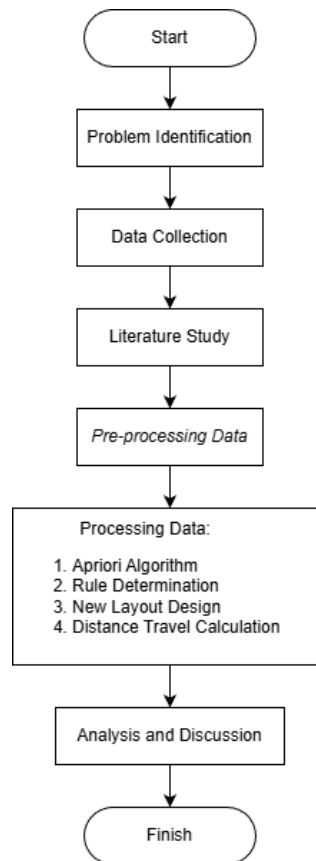 Start
Problem Identification
Data Collection
Literature Study
Pre-processing Data
Processing Data:
1. Apriori Algorithm
2. Rule Determination
3. New Layout Design
4. Distance Travel Calculation
Analysis and Discussion
Finish